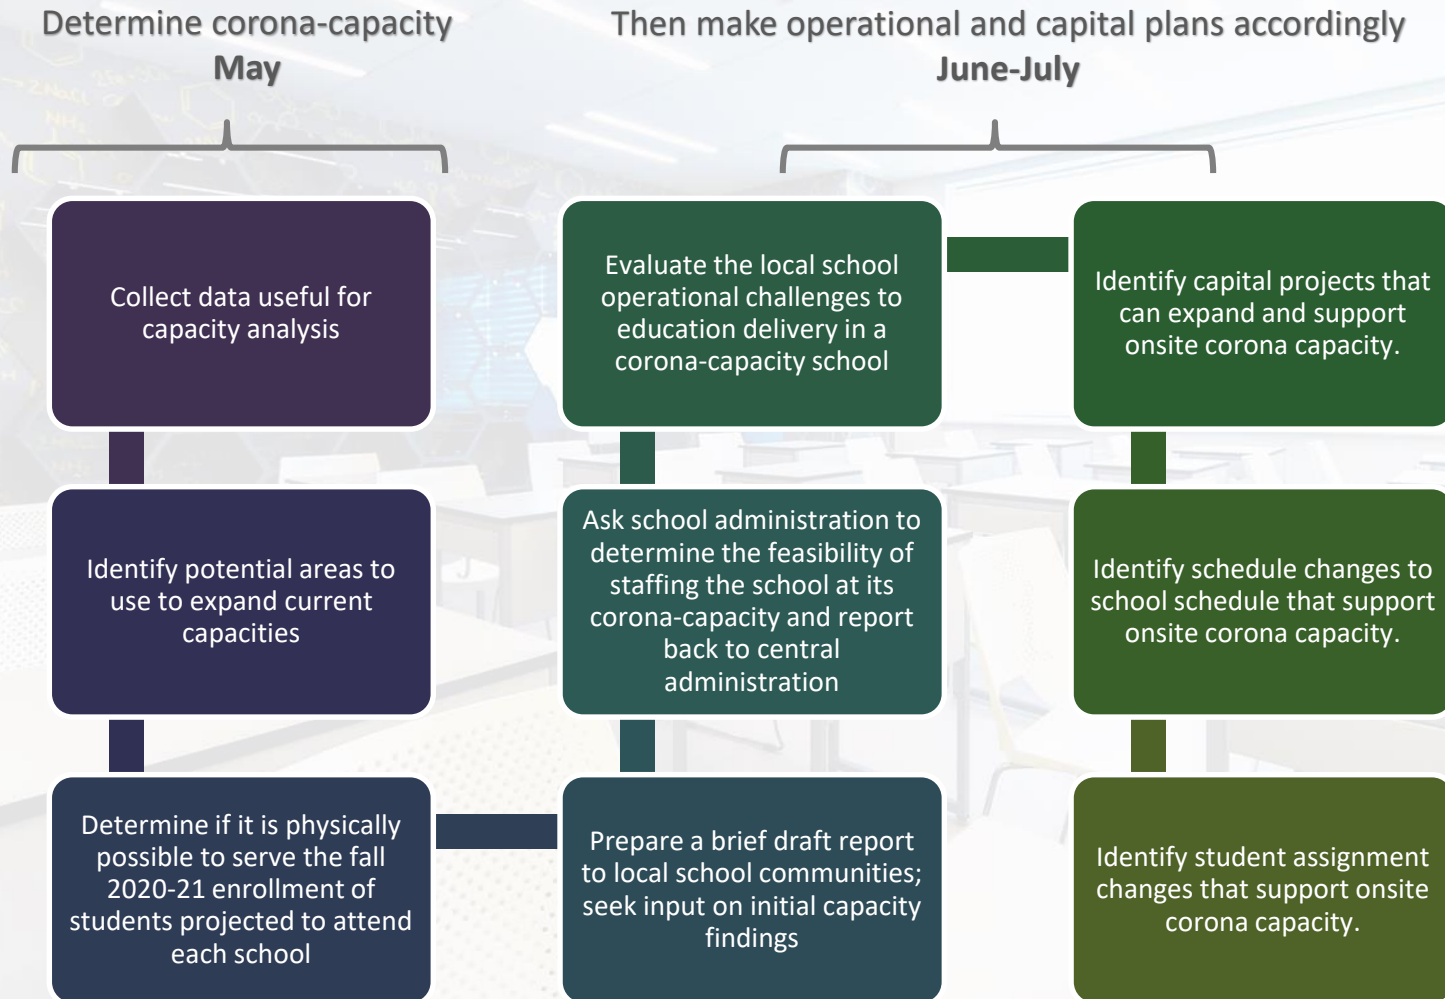 Determine corona-capacity
May
Then make operational and capital plans accordingly
June-July
Collect data useful for
capacity analysis
Identify potential areas to
use to expand current
capacities
Determine if it is physically
possible to serve the fall
2020-21 enrollment of
students projected to attend
each school
Prepare a brief draft report
to local school communities;
seek input on initial capacity
findings
Ask school administration to
determine the feasibility of
staffing the school at its
corona-capacity and report
back to central
administration
Evaluate the local school
operational challenges to
education delivery in a
corona-capacity school
Identify capital projects that
can expand and support
onsite corona capacity.
Identify schedule changes to
school schedule that support
onsite corona capacity.
Identify student assignment
changes that support onsite
corona capacity.